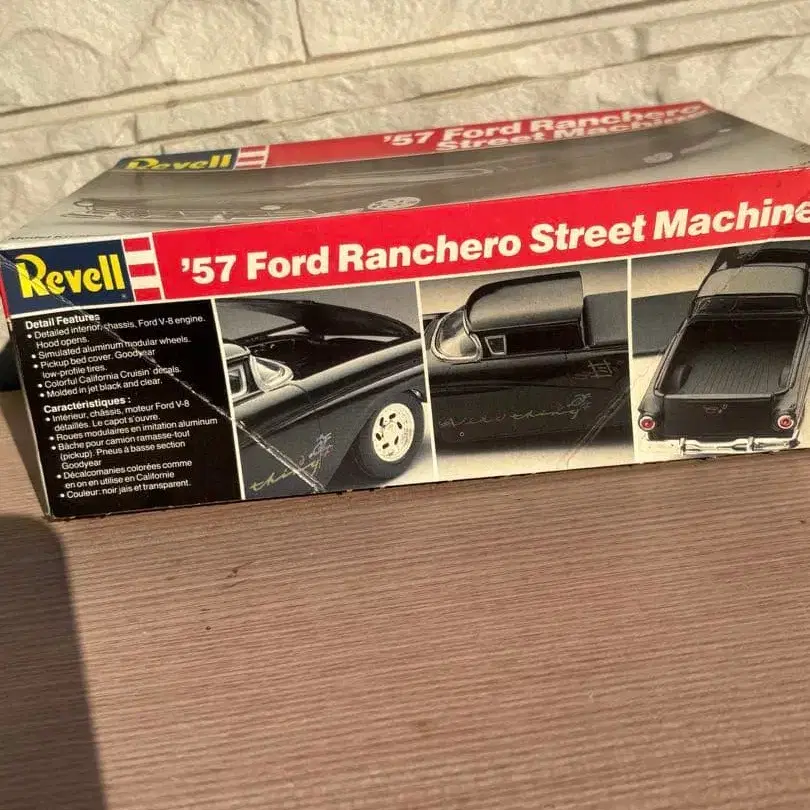 Revell
'57 Ford Ranchero
Street Machine
Revell
'57 Ford Ranchero Street Machine
Detail Features
• Detailed interior, chassis, Ford V-8 engine.
Hood opens.
• Simulated aluminum modular wheels.
• Pickup bed cover. Goodyear
low-profile tires.
• Colorful California Cruisin' decals.
• Molded in jet black and clear.
Caractéristiques :
• Intérieur, châssis, moteur Ford V-8
détaillés. Le capot s'ouvre.
• Roues modulaires en imitation aluminum
• Bâche pour camion ramasse-tout
(pickup). Pneus à basse section
Goodyear
• Décalcomanies colorées comme
on en utilise en Californie
• Couleur: noir jais et transparent.
thing